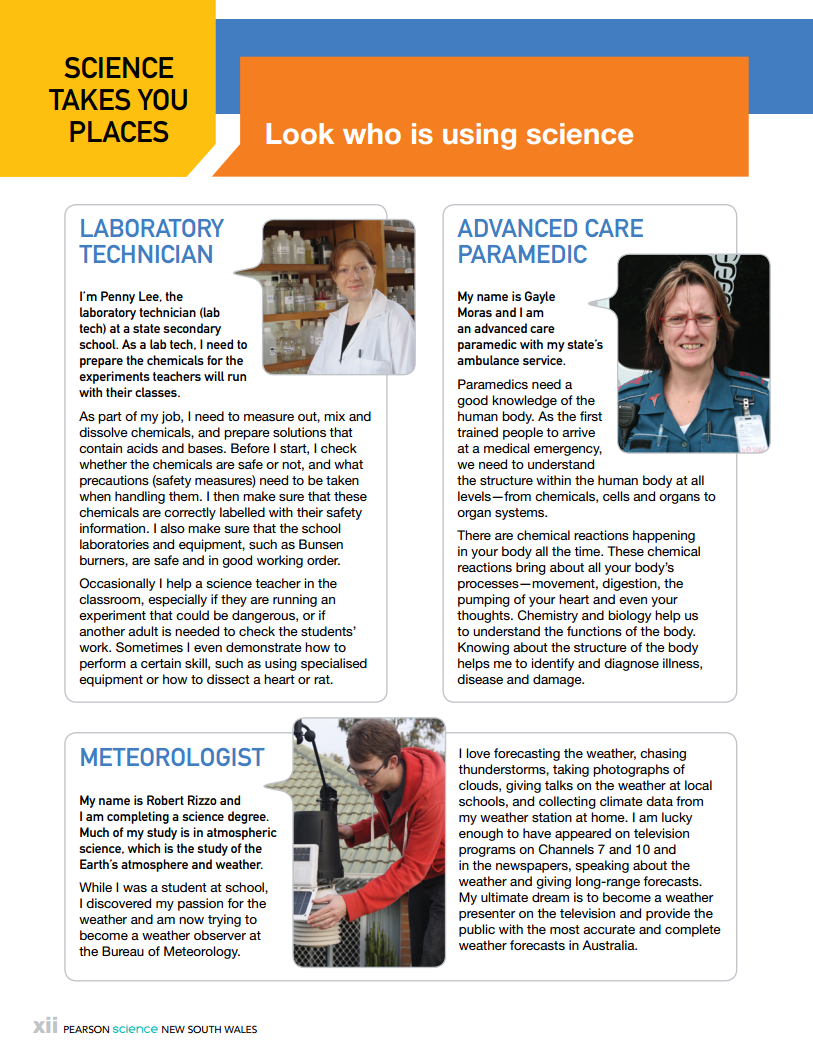 SCIENCE
TAKES YOU
PLACES
Look who is using science
LABORATORY
TECHNICIAN
I'm Penny Lee, the
laboratory technician (lab
tech) at a state secondary
school. As a lab tech, I need to
prepare the chemicals for the
experiments teachers will run
with their classes.
As part of my job, I need to measure out, mix and
dissolve chemicals, and prepare solutions that
contain acids and bases. Before I start, I check
whether the chemicals are safe or not, and what
precautions (safety measures) need to be taken
when handling them. I then make sure that these
chemicals are correctly labelled with their safety
information. I also make sure that the school
laboratories and equipment, such as Bunsen
burners, are safe and in good working order.
Occasionally I help a science teacher in the
classroom, especially if they are running an
experiment that could be dangerous, or if
another adult is needed to check the students'
work. Sometimes I even demonstrate how to
perform a certain skill, such as using specialised
equipment or how to dissect a heart or rat.
ADVANCED CARE
PARAMEDIC
My name is Gayle
Moras and I am
an advanced care
paramedic with my state's
ambulance service.
Paramedics need a
good knowledge of the
human body. As the first
trained people to arrive
at a medical emergency,
we need to understand
the structure within the human body at all
levels—from chemicals, cells and organs to
organ systems.
There are chemical reactions happening
in your body all the time. These chemical
reactions bring about all your body's
processes—movement, digestion, the
pumping of your heart and even your
thoughts. Chemistry and biology help us
to understand the functions of the body.
Knowing about the structure of the body
helps me to identify and diagnose illness,
disease and damage.
METEOROLOGIST
My name is Robert Rizzo and
I am completing a science degree.
Much of my study is in atmospheric
science, which is the study of the
Earth's atmosphere and weather.
While I was a student at school,
I discovered my passion for the
weather and am now trying to
become a weather observer at
the Bureau of Meteorology.
I love forecasting the weather, chasing
thunderstorms, taking photographs of
clouds, giving talks on the weather at local
schools, and collecting climate data from
my weather station at home. I am lucky
enough to have appeared on television
programs on Channels 7 and 10 and
in the newspapers, speaking about the
weather and giving long-range forecasts.
My ultimate dream is to become a weather
presenter on the television and provide the
public with the most accurate and complete
weather forecasts in Australia.
xii PEARSON science NEW SOUTH WALES